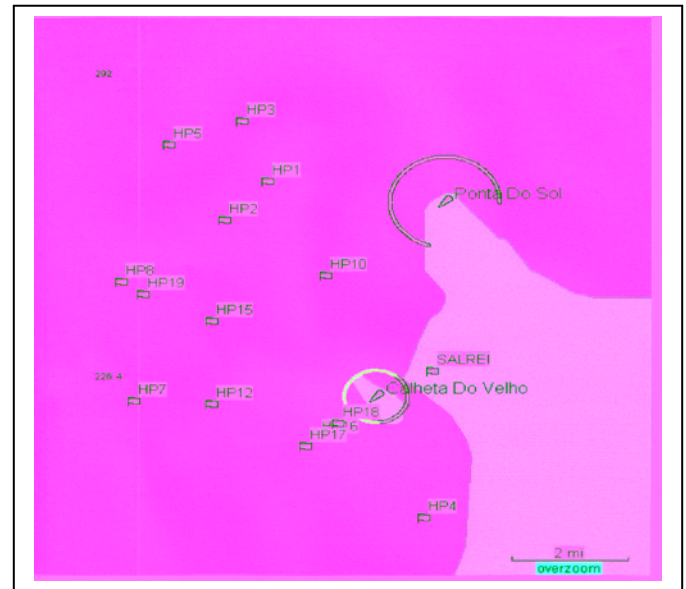 292
HP3
HP5
HP1
Ponta Do Sol
HP2
HP8
HP10
HP19
HP15
SALREI
226.4
Calheta Do Velho
HP7
HP12
HP18
HP17
HP4
2 mi
overzoom